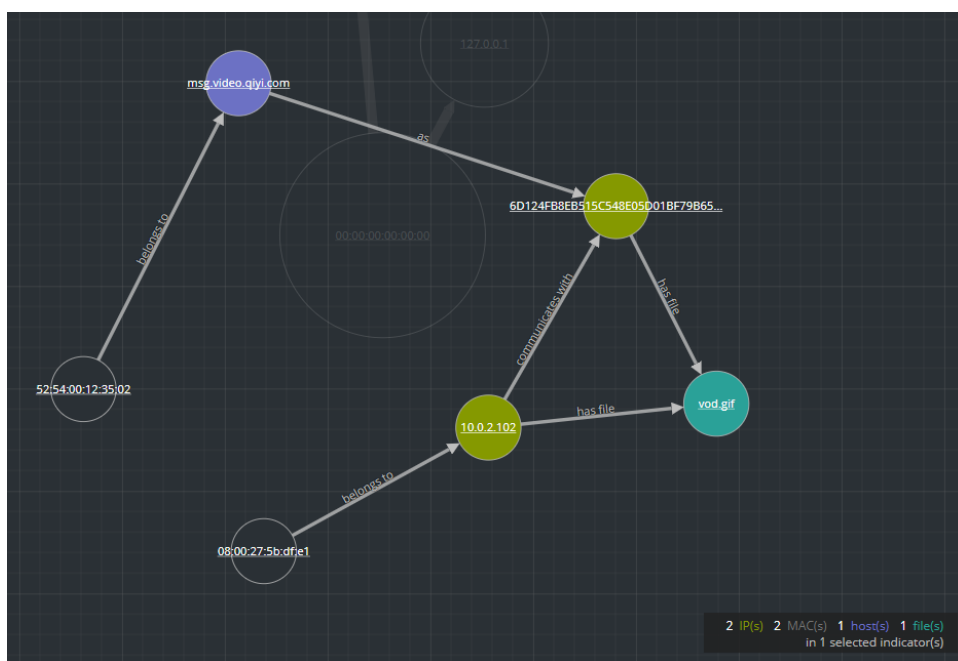 127.0.0.1
msg.video.qiyi.com
as
6D124FB8EB515C548E05D01BF79B65...
belongs to
00:00:00:00:00:00
has file
communicates with
52:54:00:12:35:02
vod.gif
has file
10.0.2.102
belongs to
08:00:27:5b:df:e1
2 IP(s) 2 MAC(s) 1 host(s) 1 file(s)
in 1 selected indicator(s)